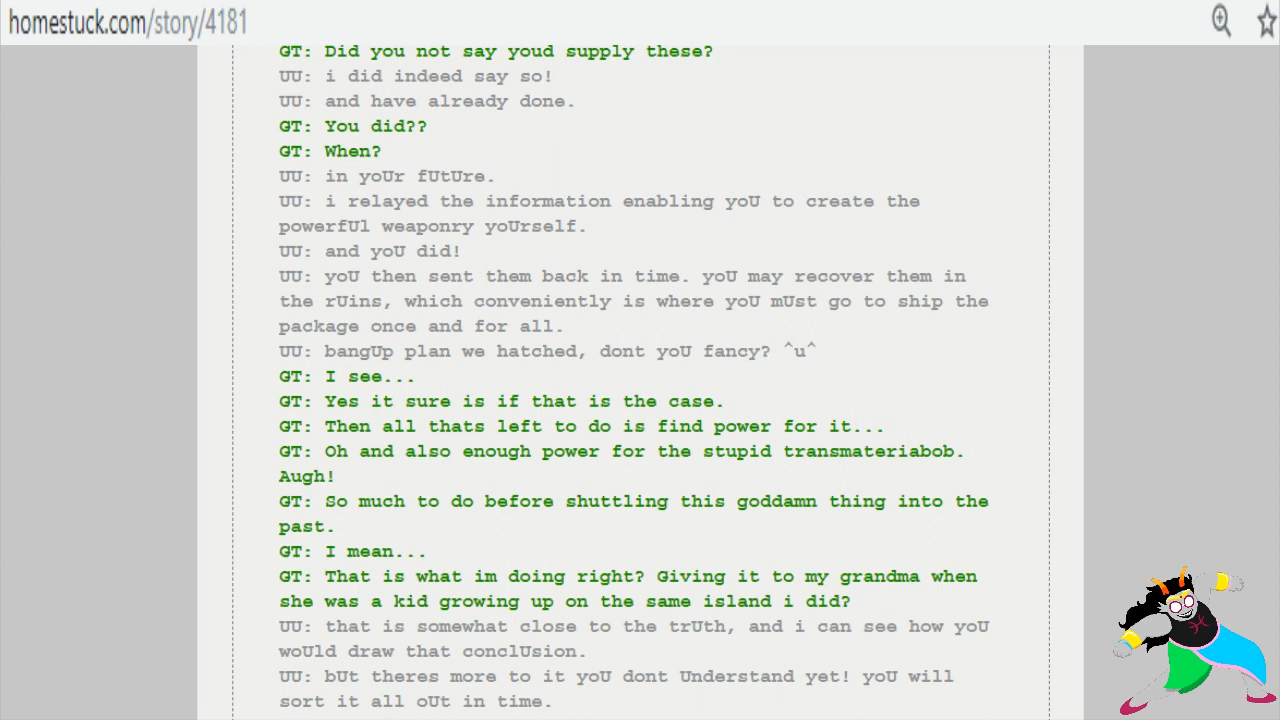 homestuck.com/story/4181
GT: Did you not say youd supply these?
UU: i did indeed say so!
UU: and have already done.
GT: You did??
GT: When?
UU: in yoUr fUtUre.
UU: i relayed the information enabling yoU to create the
powerfUl weaponry yoUrself.
UU: and yoU did!
UU: yoU then sent them back in time. yoU may recover them in
the rUins, which conveniently is where yoU mUst go to ship the
package once and for all.
UU: bangUp plan we hatched, dont yoU fancy? ^u^
GT: I see...
GT: Yes it sure is if that is the case.
GT: Then all thats left to do is find power for it...
GT: Oh and also enough power for the stupid transmateriabob.
Augh!
GT: So much to do before shuttling this goddamn thing into the
past.
GT: I mean...
GT: That is what im doing right? Giving it to my grandma when
she was a kid growing up on the same island i did?
UU: that is somewhat close to the trUth, and i can see how yoU
woUld draw that conclUsion.
UU: bUt theres more to it yoU dont Understand yet! yoU will
sort it all oUt in time.